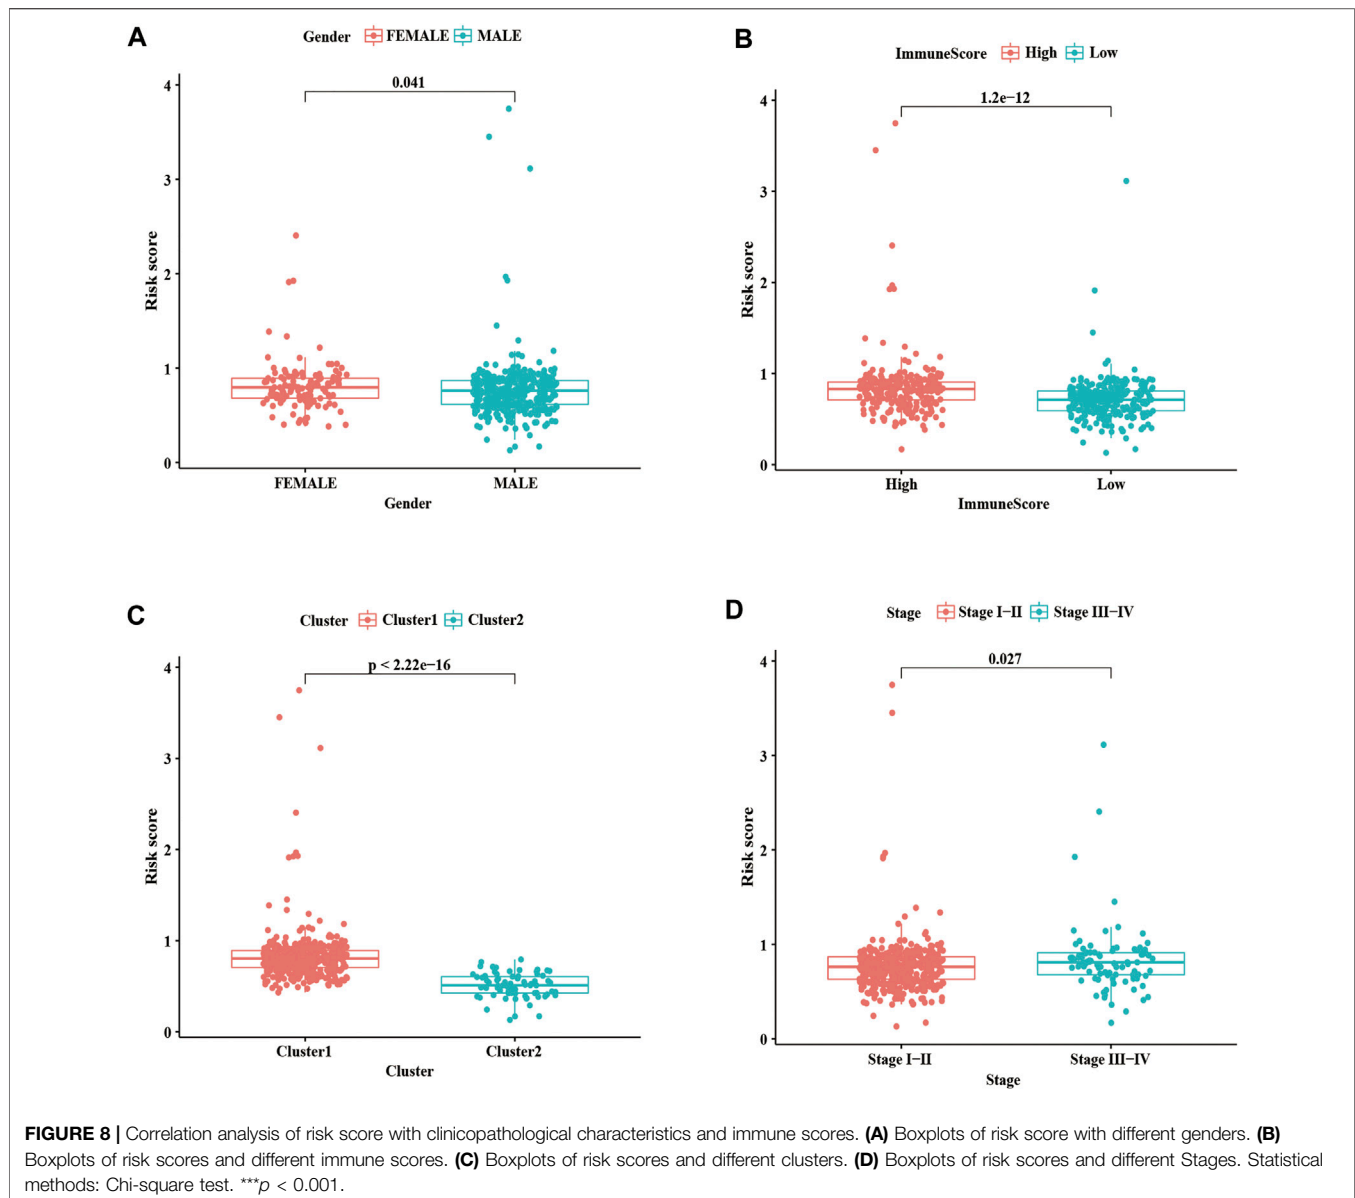 A
Gender FEMALE MALE
0.041
4
3
2
1
0
Risk score
FEMALE MALE
Gender
B
ImmuneScore High Low
1.2e−12
4
3
2
1
0
Risk score
High Low
ImmuneScore
C
Cluster Cluster1 Cluster2
p < 2.22e−16
4
3
2
1
0
Risk score
Cluster1 Cluster2
Cluster
D
Stage Stage I−II Stage III−IV
0.027
4
3
2
1
0
Risk score
Stage I−II Stage III−IV
Stage
FIGURE 8 | Correlation analysis of risk score with clinicopathological characteristics and immune scores. (A) Boxplots of risk score with different genders. (B)
Boxplots of risk scores and different immune scores. (C) Boxplots of risk scores and different clusters. (D) Boxplots of risk scores and different Stages. Statistical
methods: Chi-square test. ***p < 0.001.